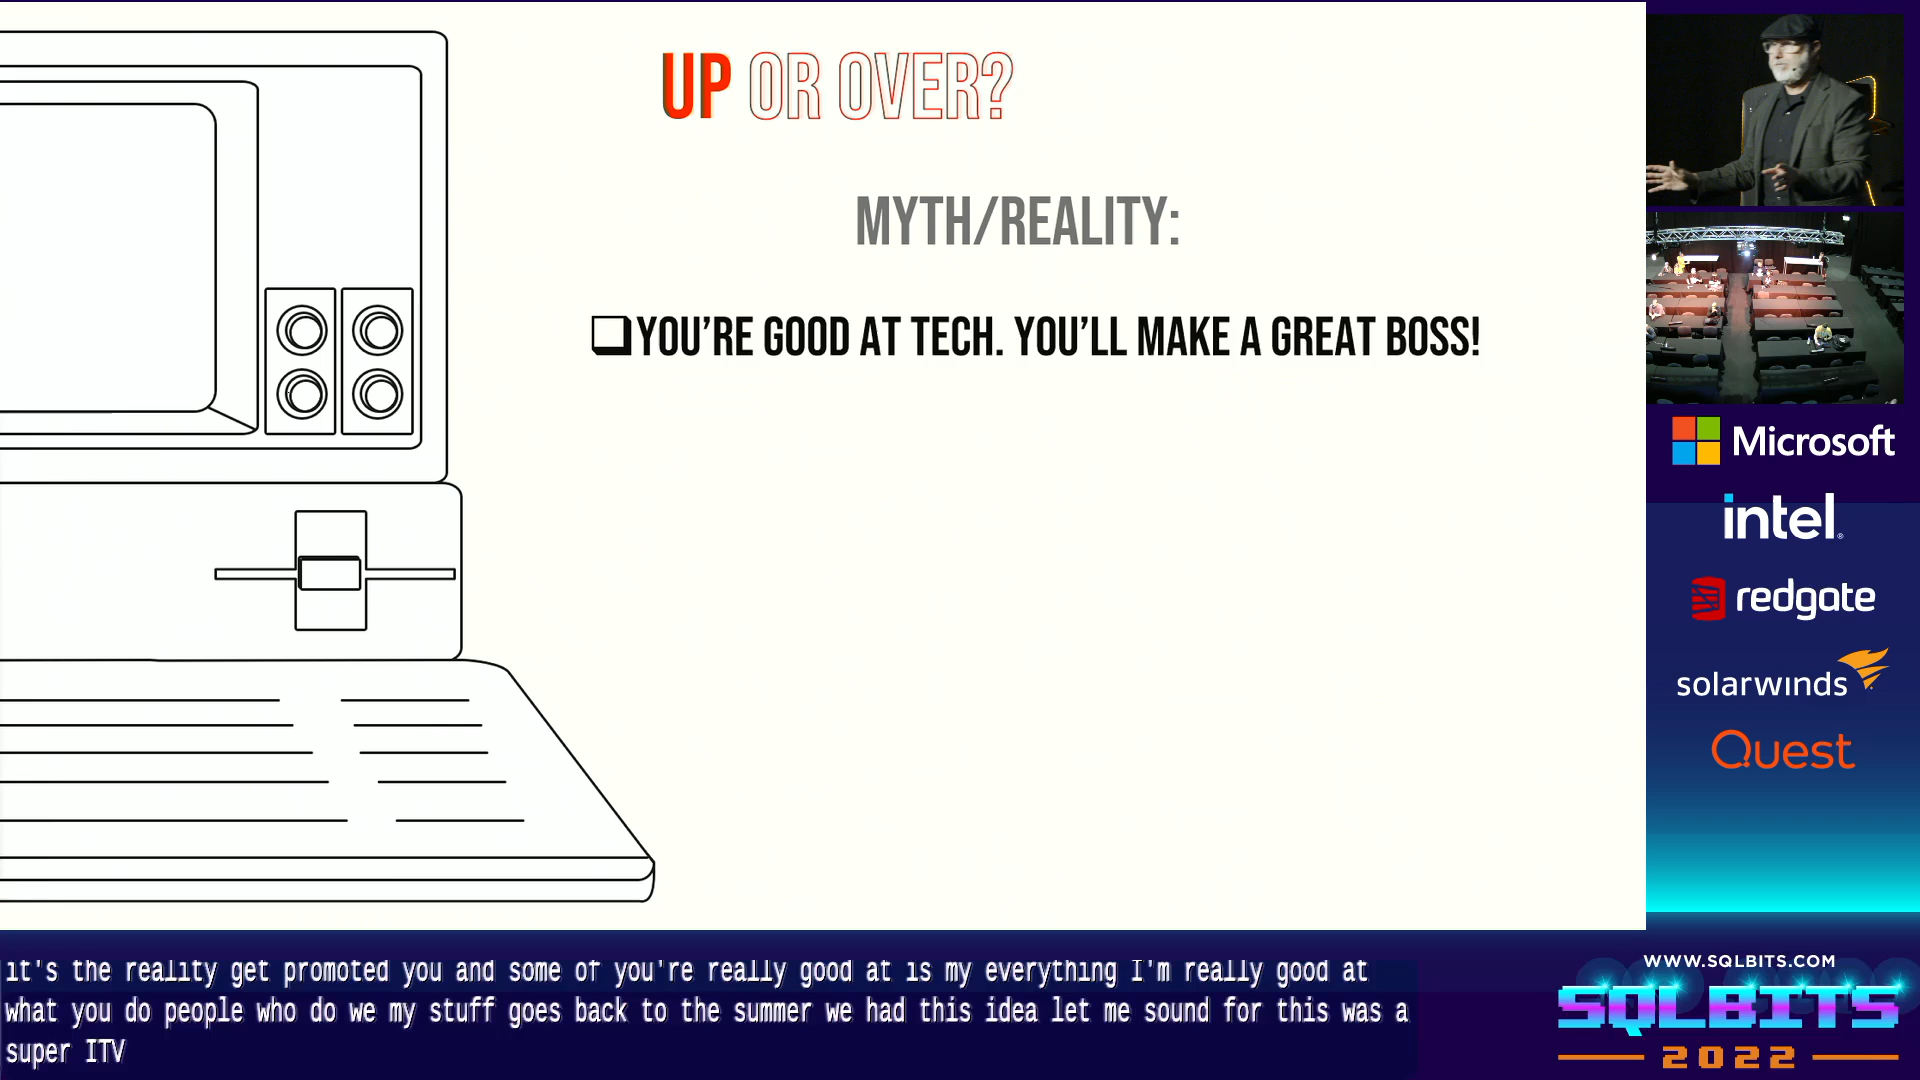 UP OR OVER?
MYTH/REALITY:
❑YOU’RE GOOD AT TECH. YOU’LL MAKE A GREAT BOSS!
Microsoft
intel
redgate
solarwinds
Quest
it's the reality get promoted you and some of you're really good at is my everything I'm really good at
what you do people who do we my stuff goes back to the summer we had this idea let me sound for this was a
super ITV
WWW.SQLBITS.COM
SQLBITS
2022